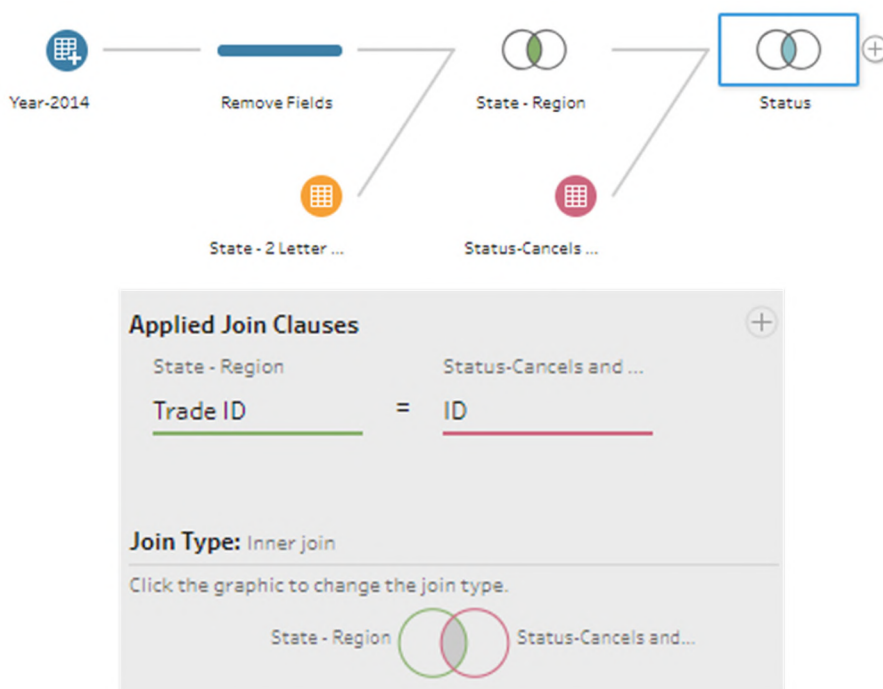 Year-2014
Remove Fields
State - Region
Status
State - 2 Letter ...
Status-Cancels ...
Applied Join Clauses
State - Region
Status-Cancels and ...
Trade ID = ID
Join Type: Inner join
Click the graphic to change the join type.
State - Region
Status-Cancels and...